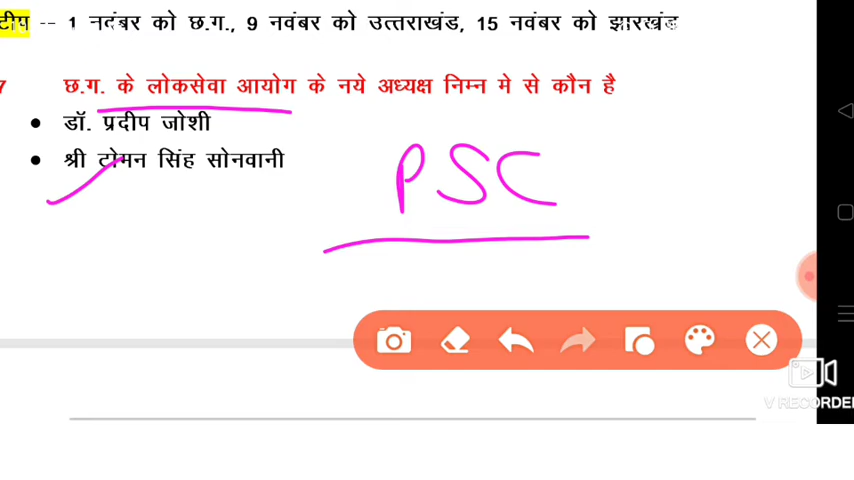 टीप -- 1 नवंबर को छ.ग., 9 नवंबर को उत्तराखंड, 15 नवंबर को झारखंड
7 छ.ग. के लोकसेवा आयोग के नये अध्यक्ष निम्न मे से कौन है
• डॉ. प्रदीप जोशी
• श्री टोमन सिंह सोनवानी
PSC
V RECORDER